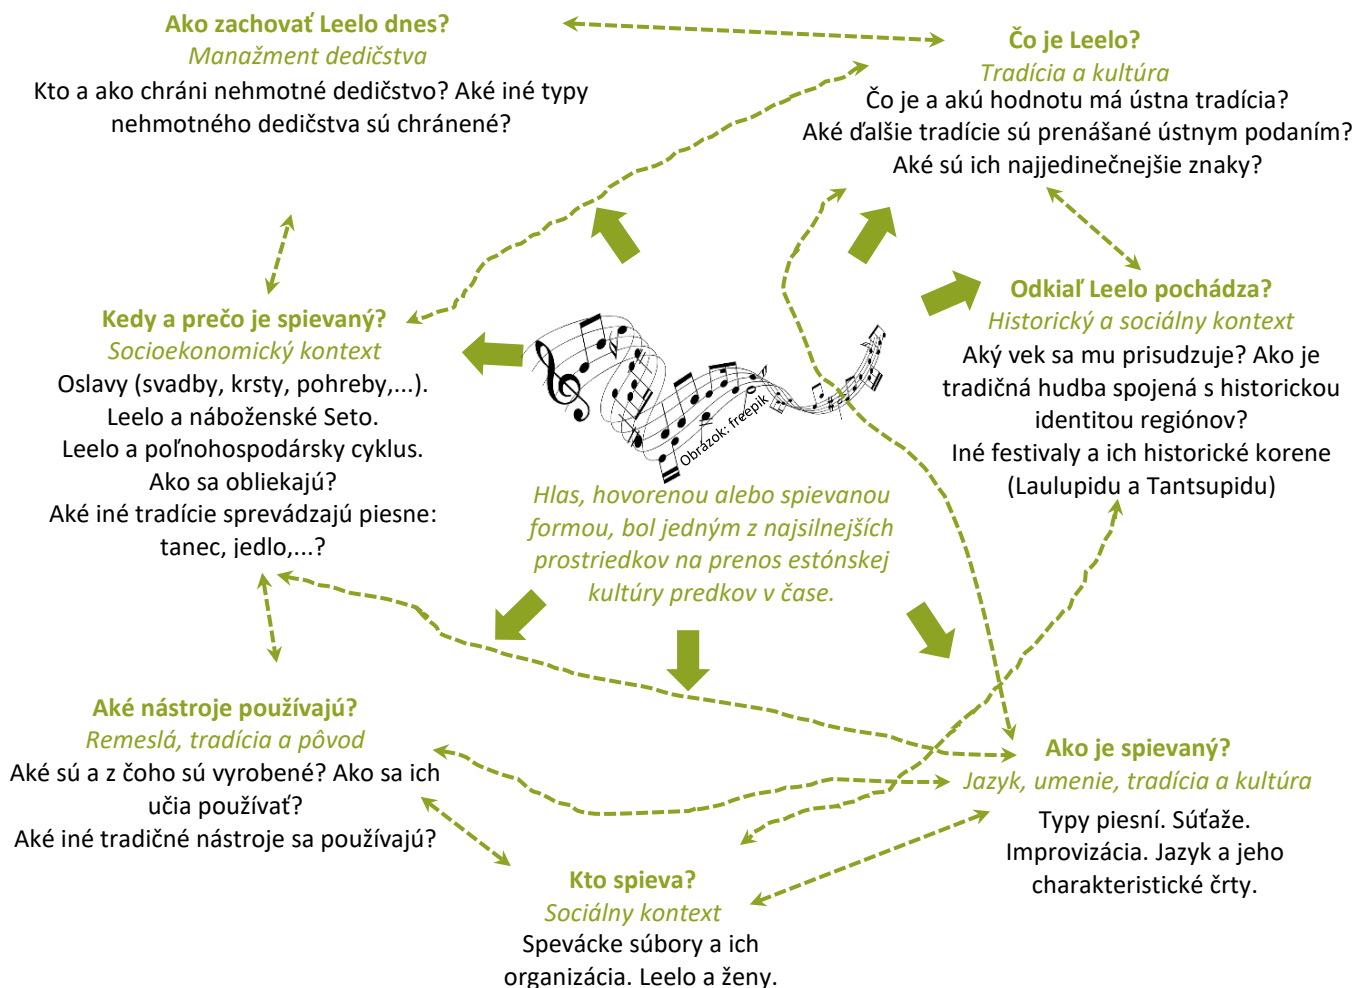 Ako zachovať Leelo dnes?
Manažment dedičstva
Kto a ako chráni nehmotné dedičstvo? Aké iné typy
nehmotného dedičstva sú chránené?
Čo je Leelo?
Tradícia a kultúra
Čo je a akú hodnotu má ústna tradícia?
Aké ďalšie tradície sú prenášané ústnym podaním?
Aké sú ich najjedinečnejšie znaky?
Kedy a prečo je spievaný?
Socioekonomický kontext
Oslavy (svadby, krsty, pohreby,...).
Leelo a náboženské Seto.
Leelo a poľnohospodársky cyklus.
Ako sa obliekajú?
Aké iné tradície sprevádzajú piesne:
tanec, jedlo,...?
Obrázok: freepik
Hlas, hovorenou alebo spievanou
formou, bol jedným z najsilnejších
prostriedkov na prenos estónskej
kultúry predkov v čase.
Odkiaľ Leelo pochádza?
Historický a sociálny kontext
Aký vek sa mu prisudzuje? Ako je
tradičná hudba spojená s historickou
identitou regiónov?
Iné festivaly a ich historické korene
(Laulupidu a Tantsupidu)
Aké nástroje používajú?
Remeslá, tradícia a pôvod
Aké sú a z čoho sú vyrobené? Ako sa ich
učia používať?
Aké iné tradičné nástroje sa používajú?
Kto spieva?
Sociálny kontext
Spevácke súbory a ich
organizácia. Leelo a ženy.
Ako je spievaný?
Jazyk, umenie, tradícia a kultúra
Typy piesní. Súťaže.
Improvizácia. Jazyk a jeho
charakteristické črty.